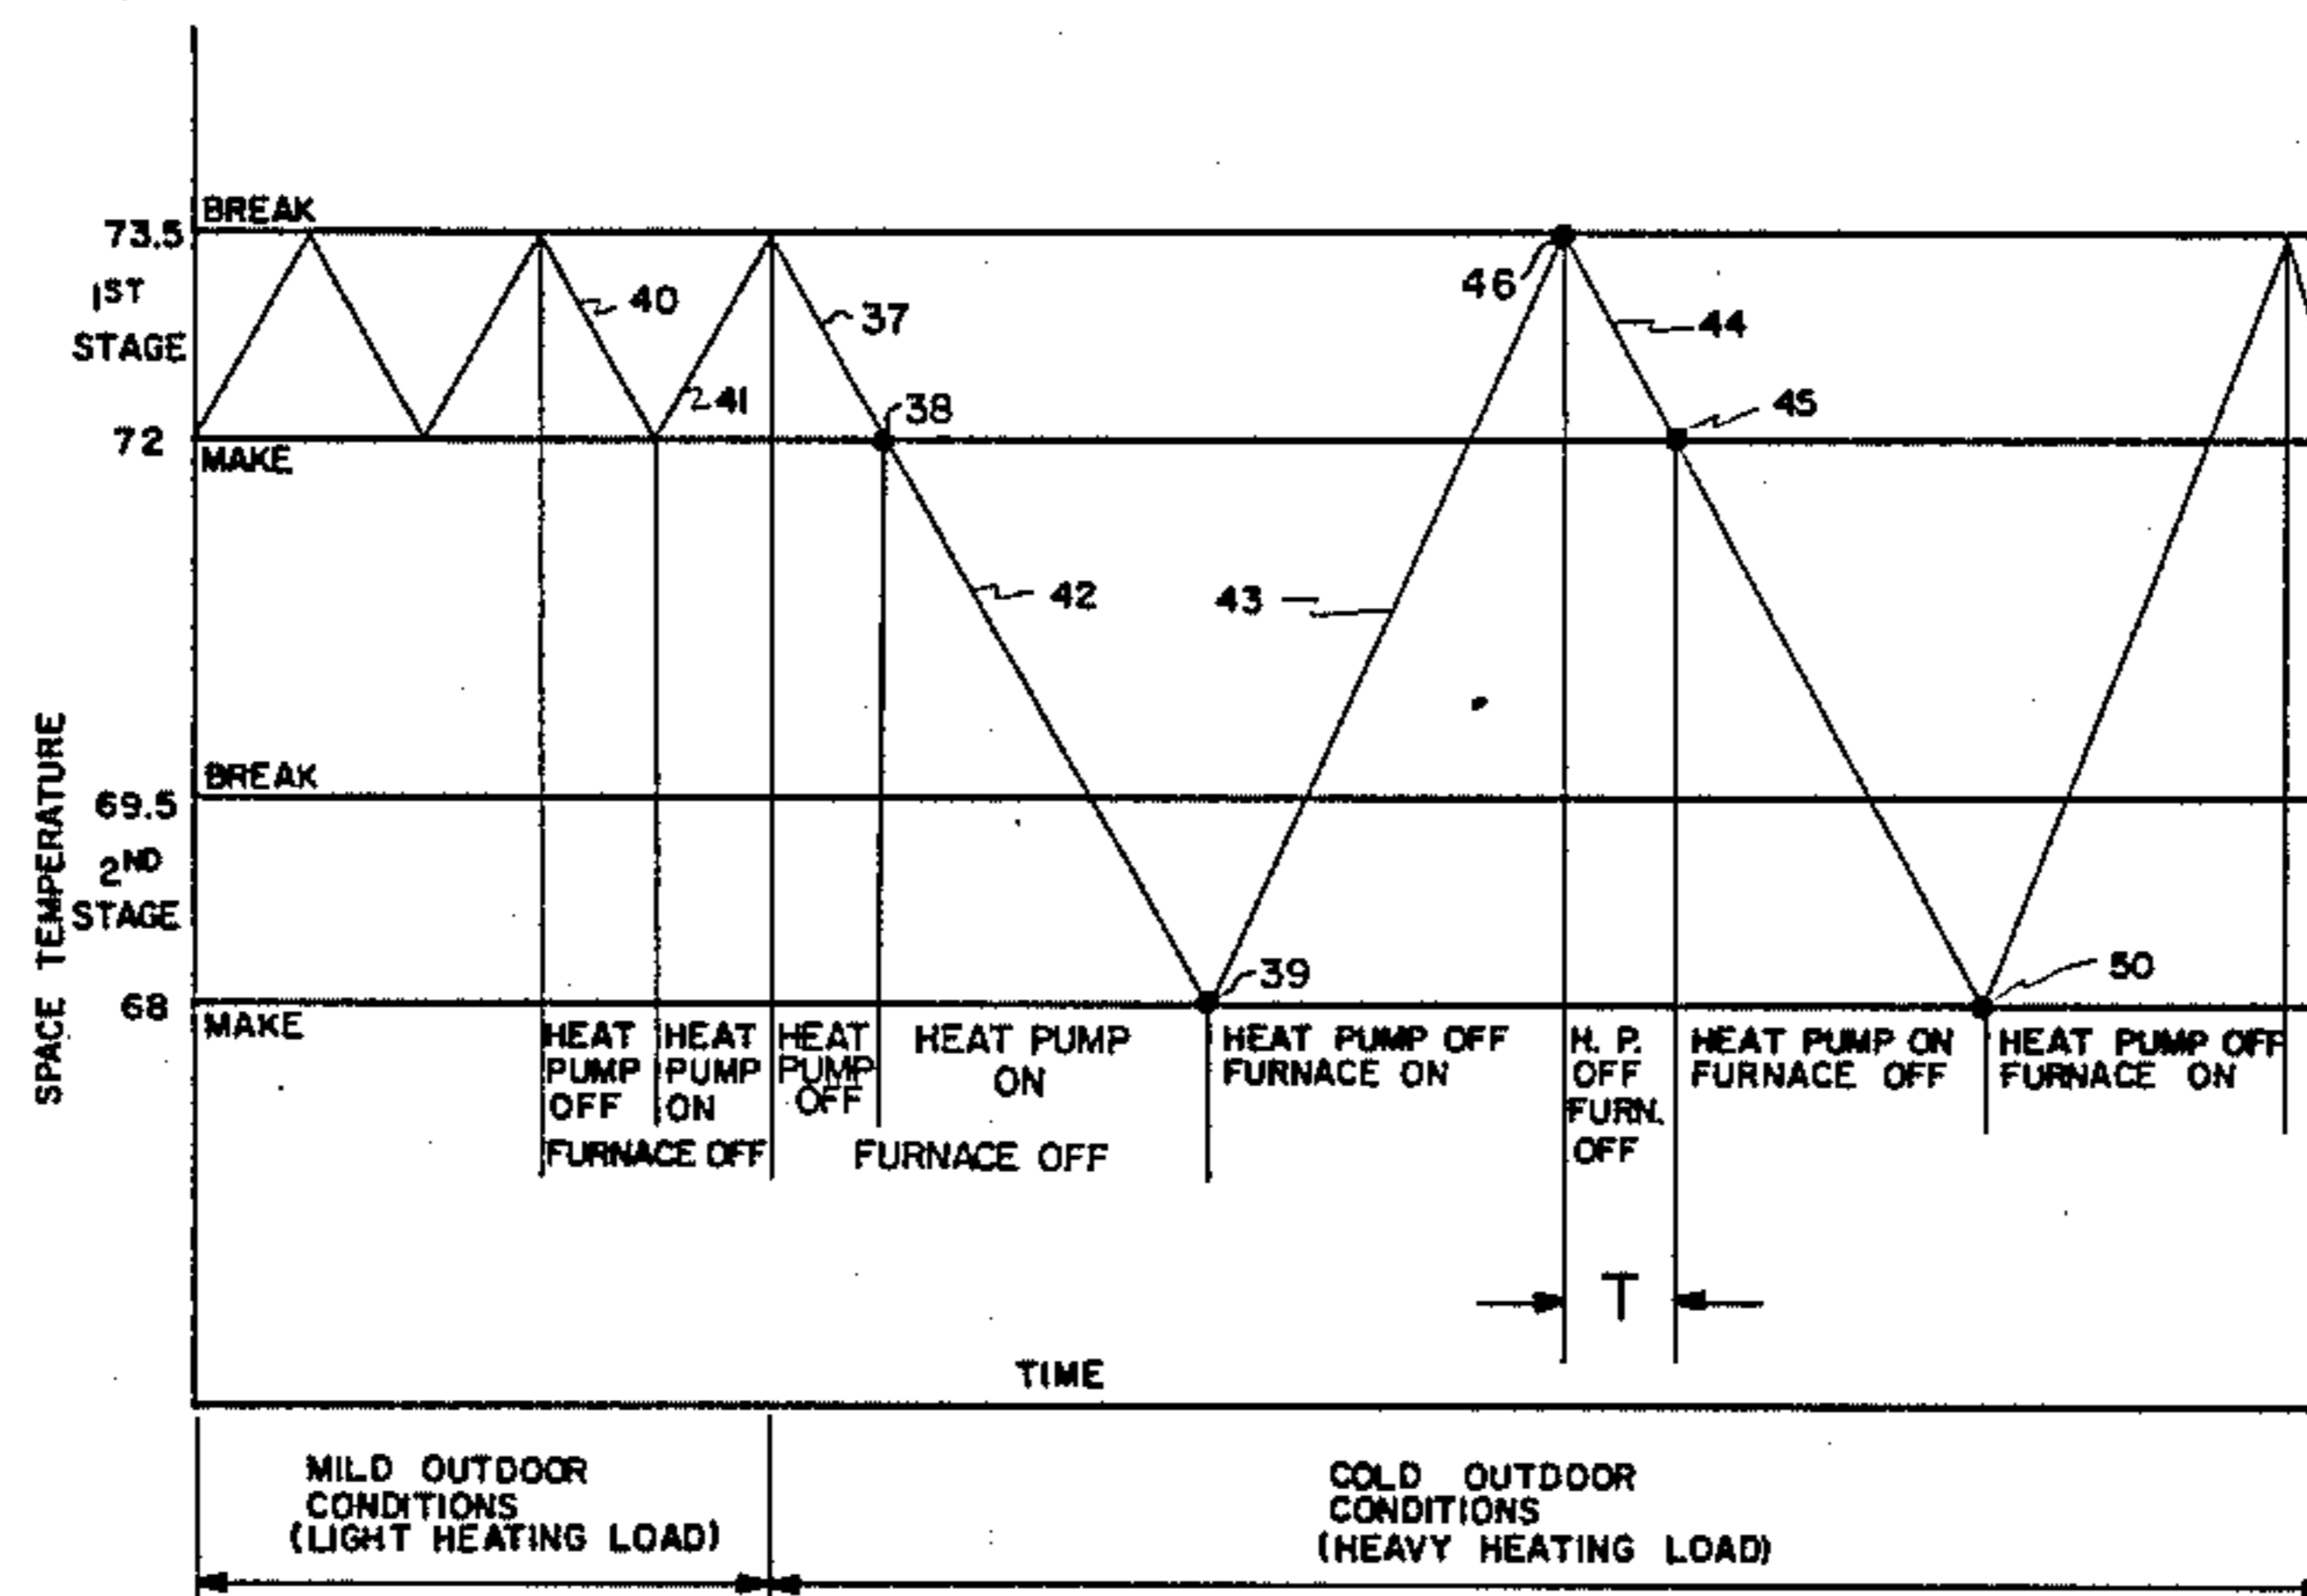 BREAK
73.5
1ST
STAGE
72
MAKE
40
41
37
38
46
44
45
42
43
SPACE TEMPERATURE
BREAK
69.5
2ND
STAGE
68
MAKE
39
50
HEAT
PUMP
OFF
HEAT
PUMP
ON
FURNACE OFF
HEAT
PUMP
OFF
HEAT PUMP
ON
FURNACE OFF
HEAT PUMP OFF
FURNACE ON
H. P.
OFF
FURN.
OFF
HEAT PUMP ON
FURNACE OFF
HEAT PUMP OFF
FURNACE ON
T
TIME
MILD OUTDOOR
CONDITIONS
(LIGHT HEATING LOAD)
COLD OUTDOOR
CONDITIONS
(HEAVY HEATING LOAD)